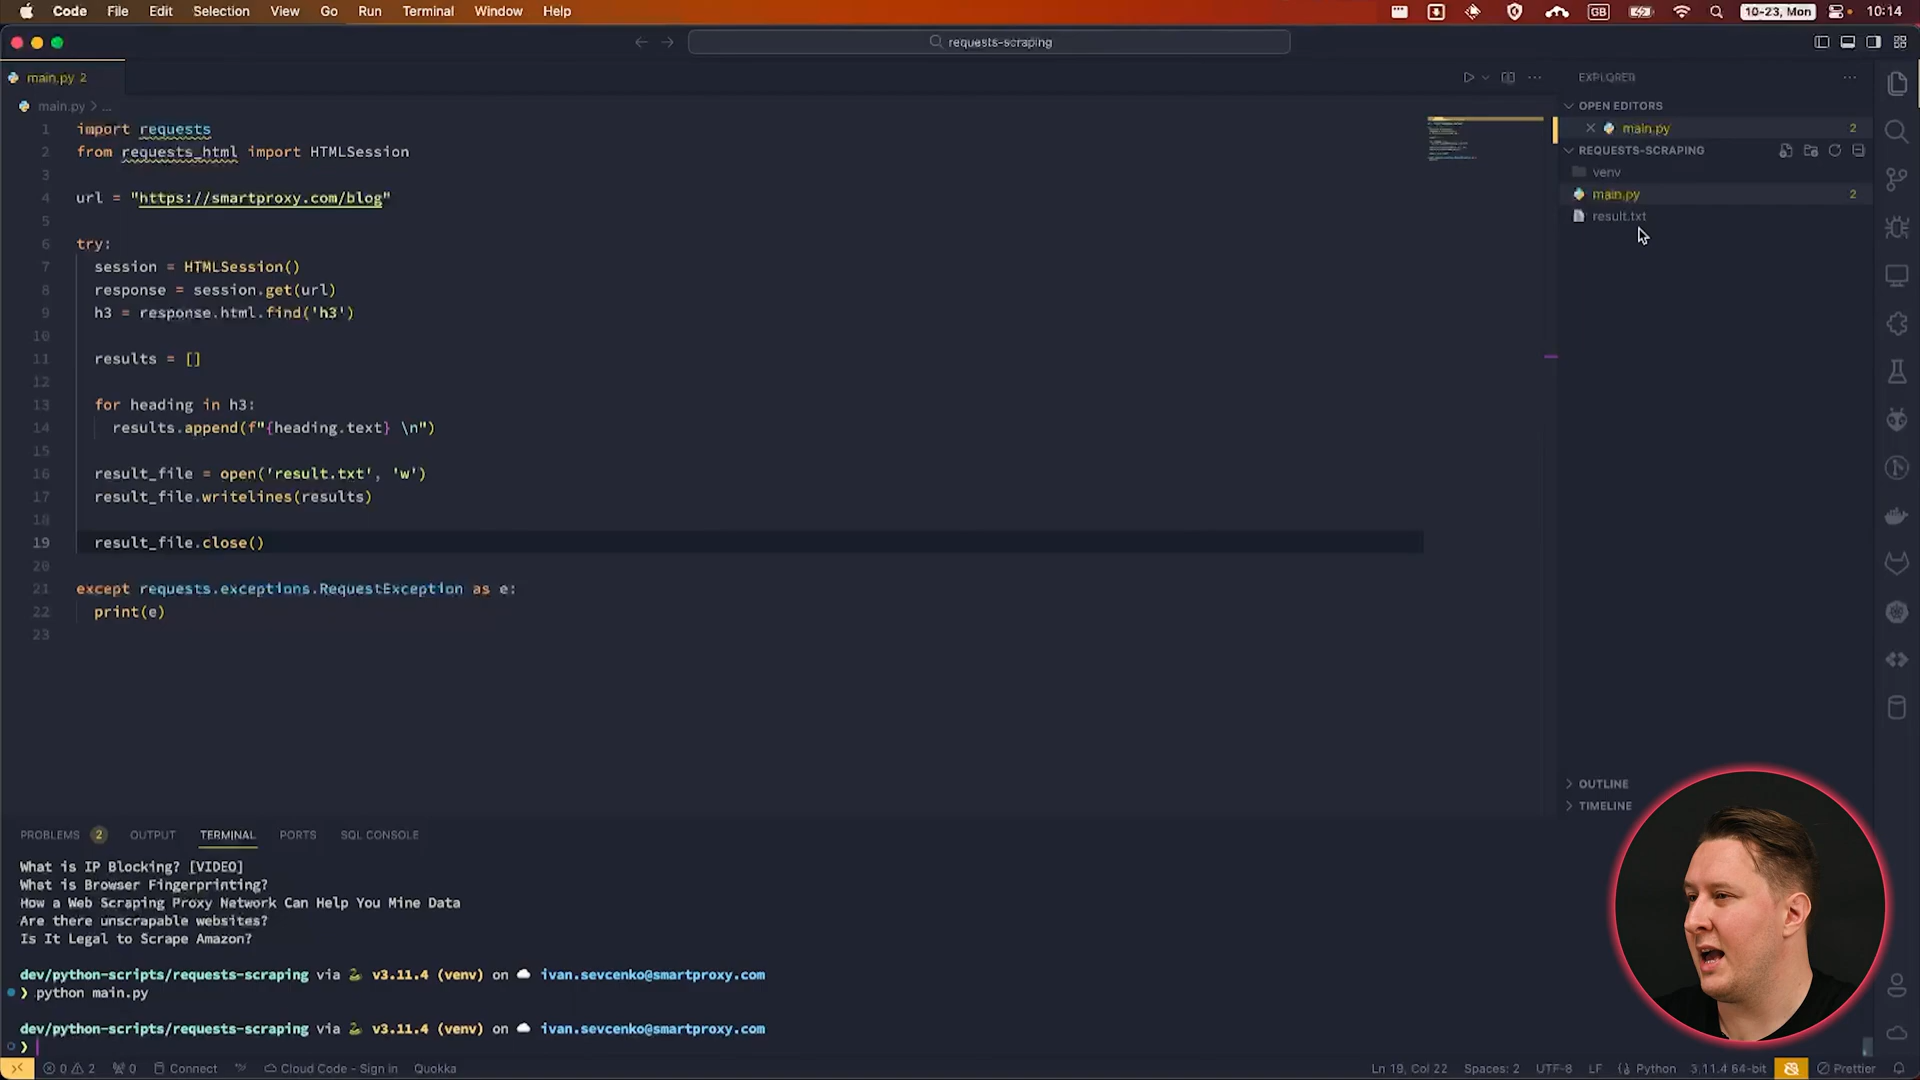 Code File Edit Selection View Go Run Terminal Window Help GB 10-23, Mon 10:14
requests-scraping
main.py 2
main.py > ...
1 import requests
2 from requests_html import HTMLSession
3
4 url = "https://smartproxy.com/blog"
5
6 try:
7 session = HTMLSession()
8 response = session.get(url)
9 h3 = response.html.find('h3')
10
11 results = []
12
13 for heading in h3:
14 results.append(f"{heading.text} \n")
15
16 result_file = open('result.txt', 'w')
17 result_file.writelines(results)
18
19 result_file.close()
20
21 except requests.exceptions.RequestException as e:
22 print(e)
23
EXPLORER
OPEN EDITORS
main.py 2
REQUESTS-SCRAPING
venv
main.py 2
result.txt
OUTLINE
TIMELINE
PROBLEMS 2 OUTPUT TERMINAL PORTS SQL CONSOLE
What is IP Blocking? [VIDEO]
What is Browser Fingerprinting?
How a Web Scraping Proxy Network Can Help You Mine Data
Are there unscrapable websites?
Is It Legal to Scrape Amazon?
dev/python-scripts/requests-scraping via v3.11.4 (venv) on ivan.sevcenko@smartproxy.com
❯ python main.py
dev/python-scripts/requests-scraping via v3.11.4 (venv) on ivan.sevcenko@smartproxy.com
❯
0 2 0 Connect Cloud Code - Sign in Quokka Ln 19, Col 22 Spaces: 2 UTF-8 LF Python 3.11.4 64-bit Prettier